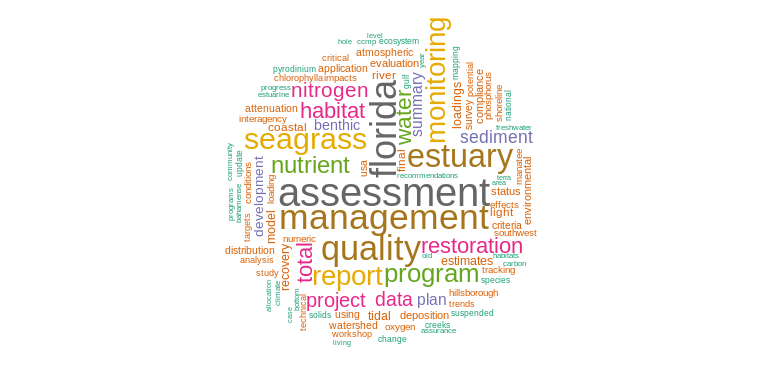 level
hole ccmp ecosystem
critical atmospheric
pyrodinium application evaluation
chlorophylla impacts river
progress
estuarine
nitrogen
gulf
year
summary
monitoring
mapping
loadings
survey
potential
compliance
phosphorus
shoreline
national
attenuation
interagency
habitat
florida
water
coastal benthic
freshwater
seagrass
sediment
community
update
nutrient
usa
final
estuary
manatee
environmental
programs
bahamense
conditions
development
loading
recommendations
terra
area
status
assessment
effects
targets
model
management
light
criteria
southwest
numeric
distribution
analysis
recovery
total
quality
restoration
old
habitats
carbon
estimates
study
report
program
tracking
species
allocation
climate
bottom
case
technical
project
data
plan
hillsborough
trends
solids using tidal deposition suspended
watershed oxygen creeks
assurance
workshop
living
change